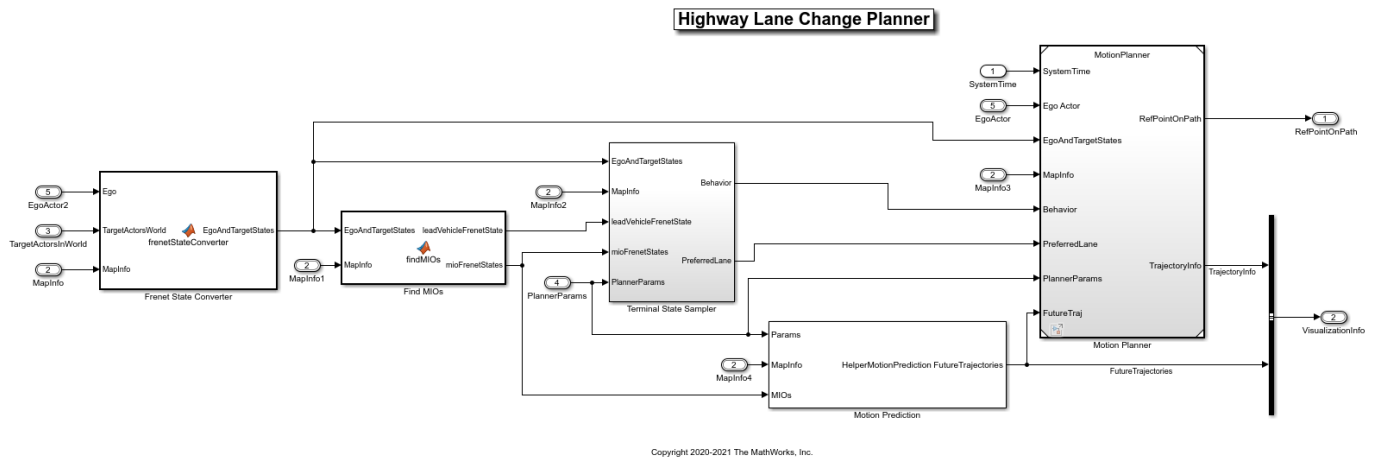 Highway Lane Change Planner
5
EgoActor2
3
TargetActorsInWorld
2
MapInfo
Ego
TargetActorsWorld
frenetStateConverter
EgoAndTargetStates
MapInfo
Frenet State Converter
2
MapInfo1
EgoAndTargetStates
leadVehicleFrenetState
findMIOs
MapInfo
mioFrenetStates
Find MIOs
2
MapInfo2
4
PlannerParams
EgoAndTargetStates
MapInfo
Behavior
leadVehicleFrenetState
mioFrenetStates
PreferredLane
PlannerParams
Terminal State Sampler
2
MapInfo4
Params
MapInfo
HelperMotionPrediction
FutureTrajectories
MIOs
Motion Prediction
1
SystemTime
5
EgoActor
2
MapInfo3
MotionPlanner
SystemTime
Ego Actor
RefPointOnPath
EgoAndTargetStates
MapInfo
Behavior
PreferredLane
TrajectoryInfo
PlannerParams
FutureTraj
Motion Planner
TrajectoryInfo
FutureTrajectories
1
RefPointOnPath
2
VisualizationInfo
Copyright 2020-2021 The MathWorks, Inc.